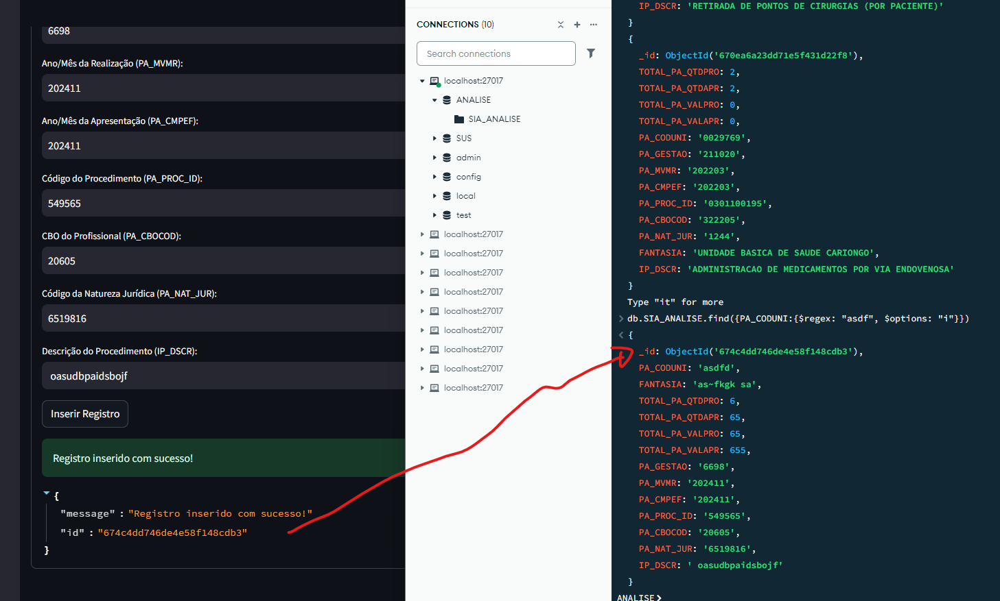 6698
Ano/Mês da Realização (PA_MVMR):
202411
Ano/Mês da Apresentação (PA_CMPEF):
202411
Código do Procedimento (PA_PROC_ID):
549565
CBO do Profissional (PA_CBOCOD):
20605
Código da Natureza Jurídica (PA_NAT_JUR):
6519816
Descrição do Procedimento (IP_DSCR):
oasudbpaidsbojf
Inserir Registro
Registro inserido com sucesso!
{
"message" : "Registro inserido com sucesso!"
"id" : "674c4dd746de4e58f148cdb3"
}
CONNECTIONS (10)
Search connections
localhost:27017
ANALISE
SIA_ANALISE
SUS
admin
config
local
test
localhost:27017
localhost:27017
localhost:27017
localhost:27017
localhost:27017
localhost:27017
localhost:27017
localhost:27017
localhost:27017
IP_DSCR: 'RETIRADA DE PONTOS DE CIRURGIAS (POR PACIENTE)'
}
{
_id: ObjectId('670ea6a23dd71e5f431d22f8'),
TOTAL_PA_QTDPRO: 2,
TOTAL_PA_QTDAPR: 2,
TOTAL_PA_VALPRO: 0,
TOTAL_PA_VALAPR: 0,
PA_CODUNI: '0029769',
PA_GESTAO: '211020',
PA_MVMR: '202203',
PA_CMPEF: '202203',
PA_PROC_ID: '0301100195',
PA_CBOCOD: '322205',
PA_NAT_JUR: '1244',
FANTASIA: 'UNIDADE BASICA DE SAUDE CARIONGO',
IP_DSCR: 'ADMINISTRACAO DE MEDICAMENTOS POR VIA ENDOVENOSA'
}
Type "it" for more
> db.SIA_ANALISE.find({PA_CODUNI:{$regex: "asdf", $options: "i"}})
< {
_id: ObjectId('674c4dd746de4e58f148cdb3'),
PA_CODUNI: 'asdfd',
FANTASIA: 'as~fkgk sa',
TOTAL_PA_QTDPRO: 6,
TOTAL_PA_QTDAPR: 65,
TOTAL_PA_VALPRO: 65,
TOTAL_PA_VALAPR: 655,
PA_GESTAO: '6698',
PA_MVMR: '202411',
PA_CMPEF: '202411',
PA_PROC_ID: '549565',
PA_CBOCOD: '20605',
PA_NAT_JUR: '6519816',
IP_DSCR: ' oasudbpaidsbojf'
}
ANALISE>